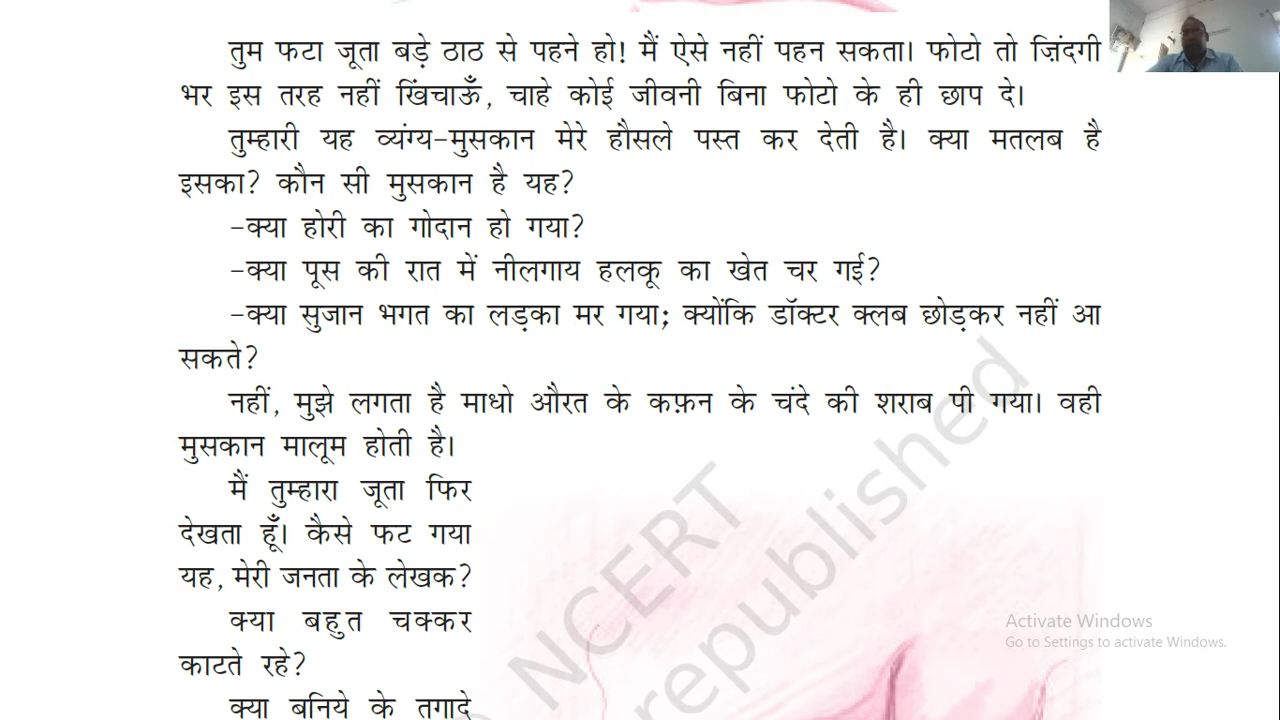 तुम फटा जूता बड़े ठाठ से पहने हो! मैं ऐसे नहीं पहन सकता। फोटो तो ज़िंदगी
भर इस तरह नहीं खिंचाऊँ, चाहे कोई जीवनी बिना फोटो के ही छाप दे।
तुम्हारी यह व्यंग्य-मुसकान मेरे हौसले पस्त कर देती है। क्या मतलब है
इसका? कौन सी मुसकान है यह?
-क्या होरी का गोदान हो गया?
-क्या पूस की रात में नीलगाय हलकू का खेत चर गई?
-क्या सुजान भगत का लड़का मर गया; क्योंकि डॉक्टर क्लब छोड़कर नहीं आ
सकते?
नहीं, मुझे लगता है माधो औरत के कफ़न के चंदे की शराब पी गया। वही
मुसकान मालूम होती है।
मैं तुम्हारा जूता फिर
देखता हूँ। कैसे फट गया
यह, मेरी जनता के लेखक?
क्या बहुत चक्कर
काटते रहे?
क्या बनिये के तगादे
NCERT
republished
Activate Windows
Go to Settings to activate Windows.